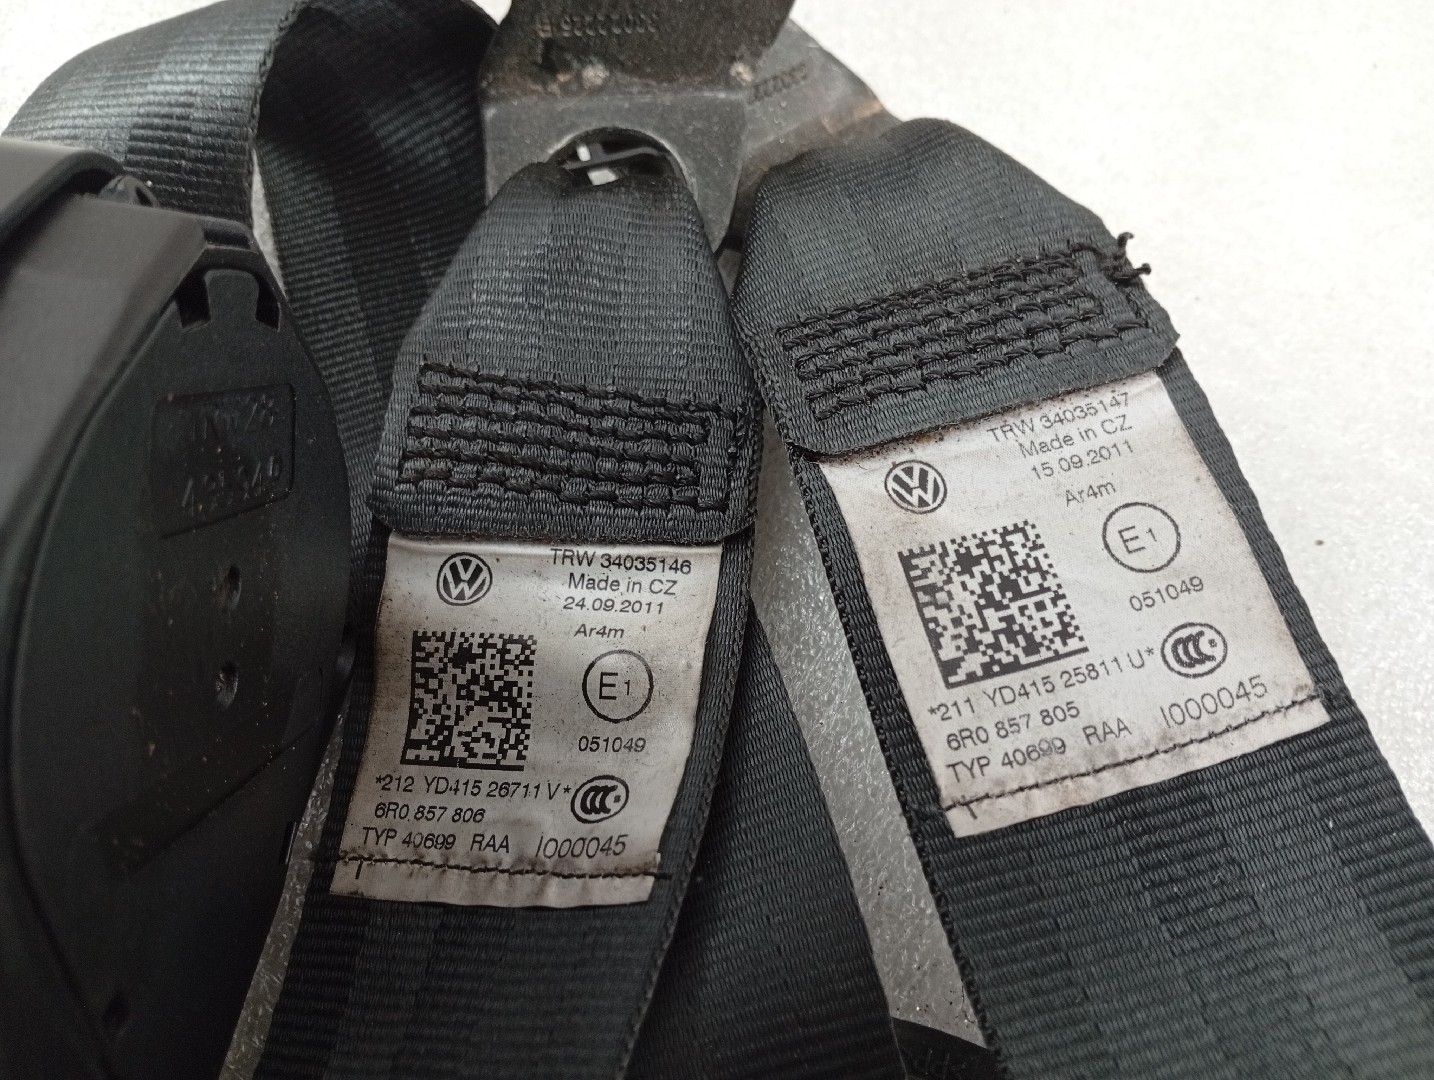 TRW 34035146
Made in CZ
24.09.2011
Ar4m
E1
051049
*212 YD415 26711 V*
6R0 857 806
TYP 40699 RAA I000045
TRW 34035147
Made in CZ
15.09.2011
Ar4m
E1
051049
*211 YD415 25811 U*
6R0 857 805
TYP 40699 RAA I000045